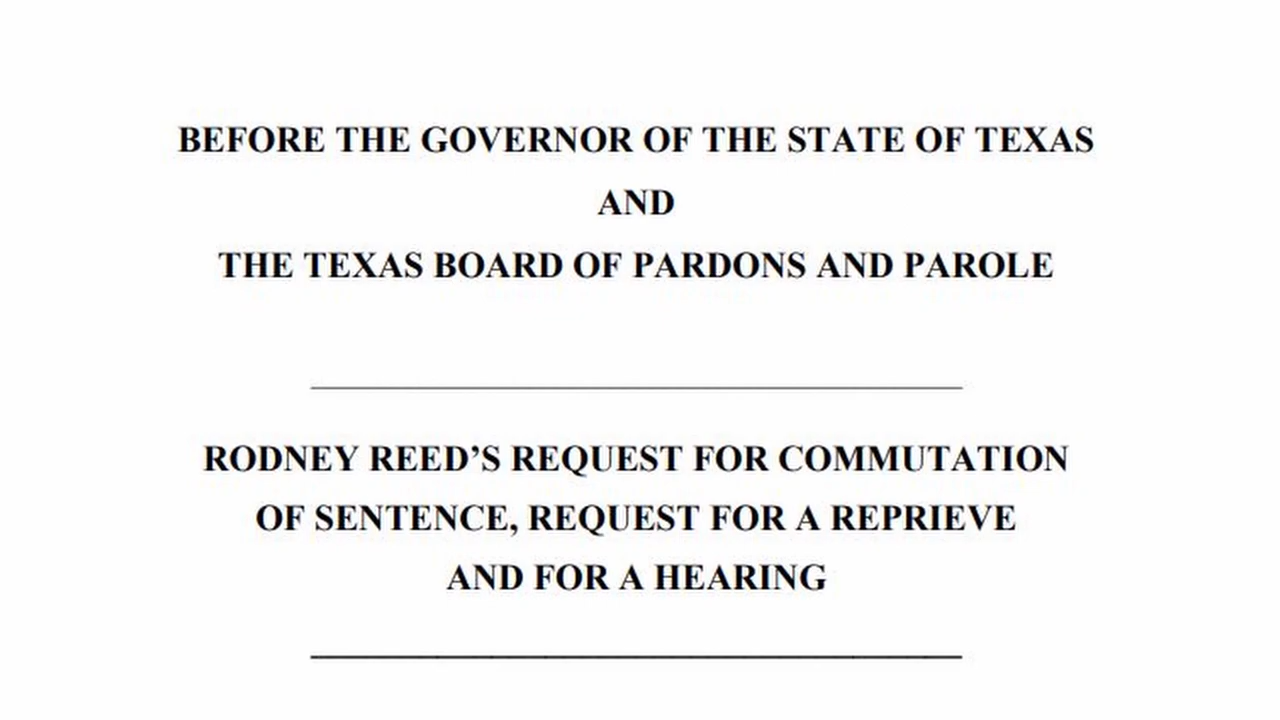 BEFORE THE GOVERNOR OF THE STATE OF TEXAS
AND
THE TEXAS BOARD OF PARDONS AND PAROLE
RODNEY REED’S REQUEST FOR COMMUTATION
OF SENTENCE, REQUEST FOR A REPRIEVE
AND FOR A HEARING